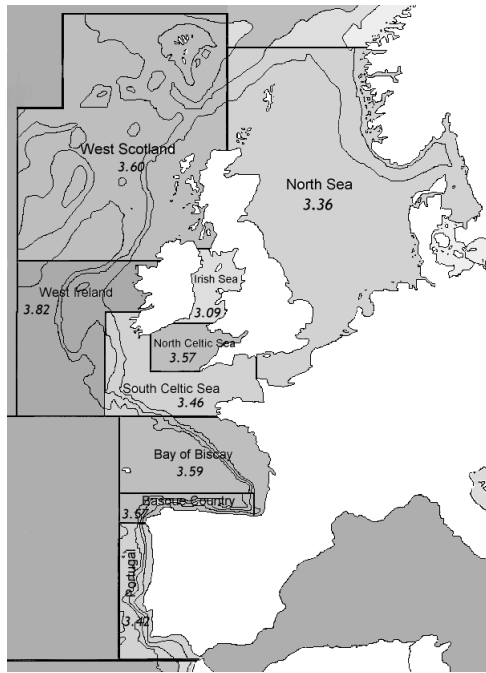 West Scotland
3.60
North Sea
3.36
Irish Sea
3.09
West Ireland
3.82
North Celtic Sea
3.57
South Celtic Sea
3.46
Bay of Biscay
3.59
Basque Country
3.57
Portugal
3.42